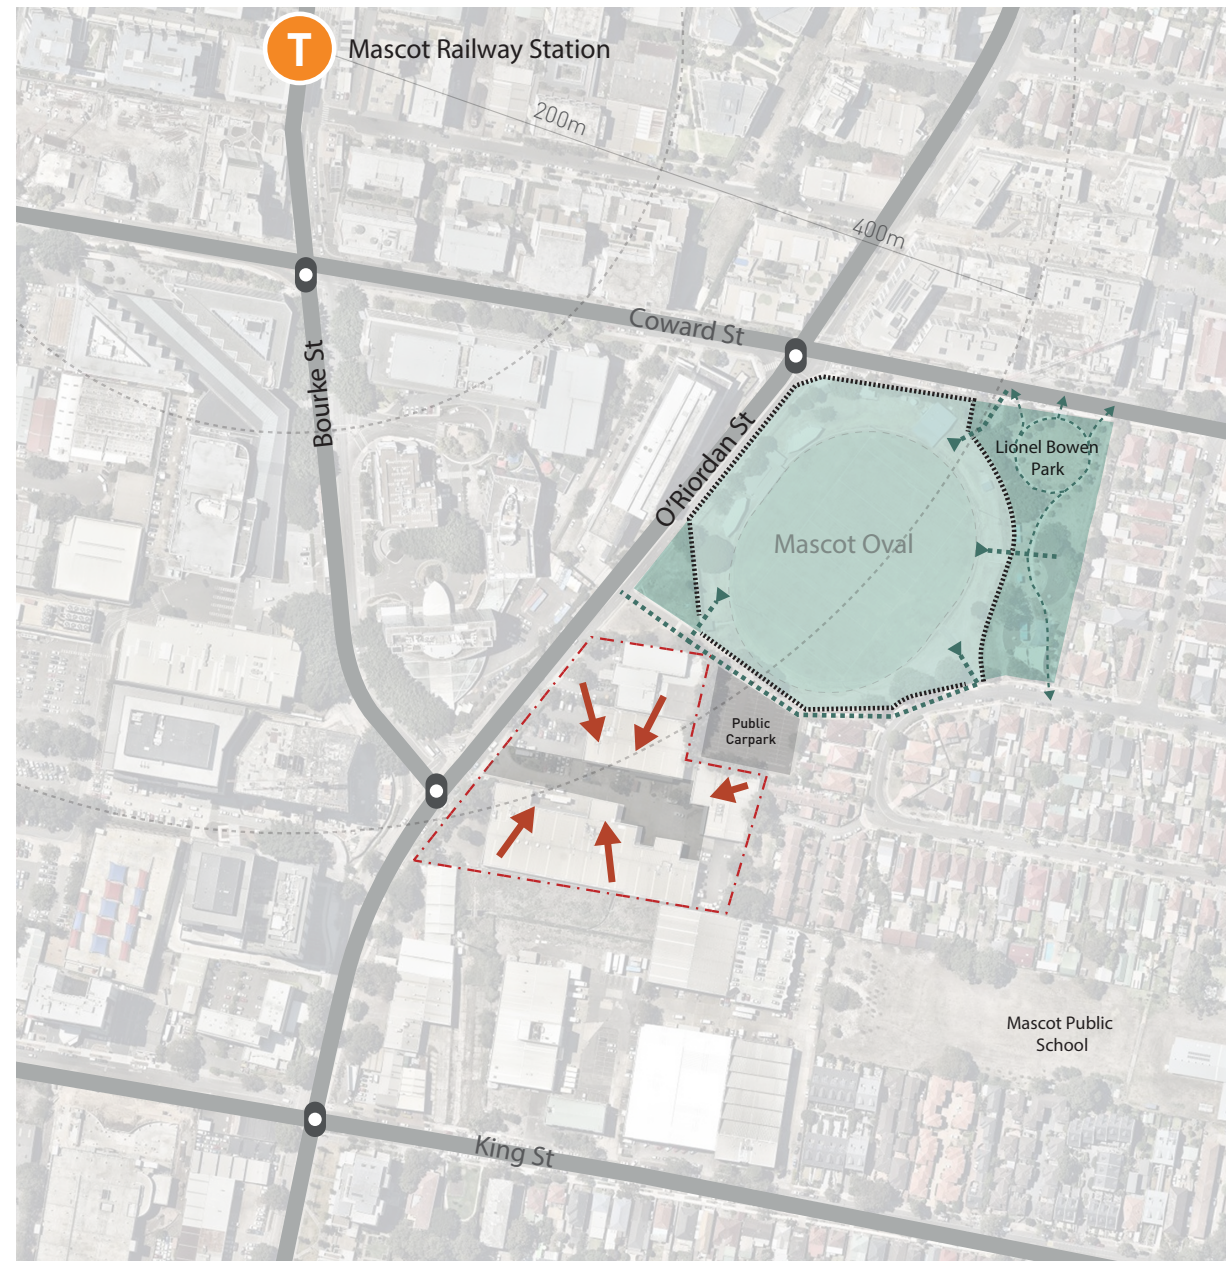 T
Mascot Railway Station
200m
400m
Coward St
Bourke St
O'Riordan St
Lionel Bowen
Park
Mascot Oval
Public
Carpark
Mascot Public
School
King St